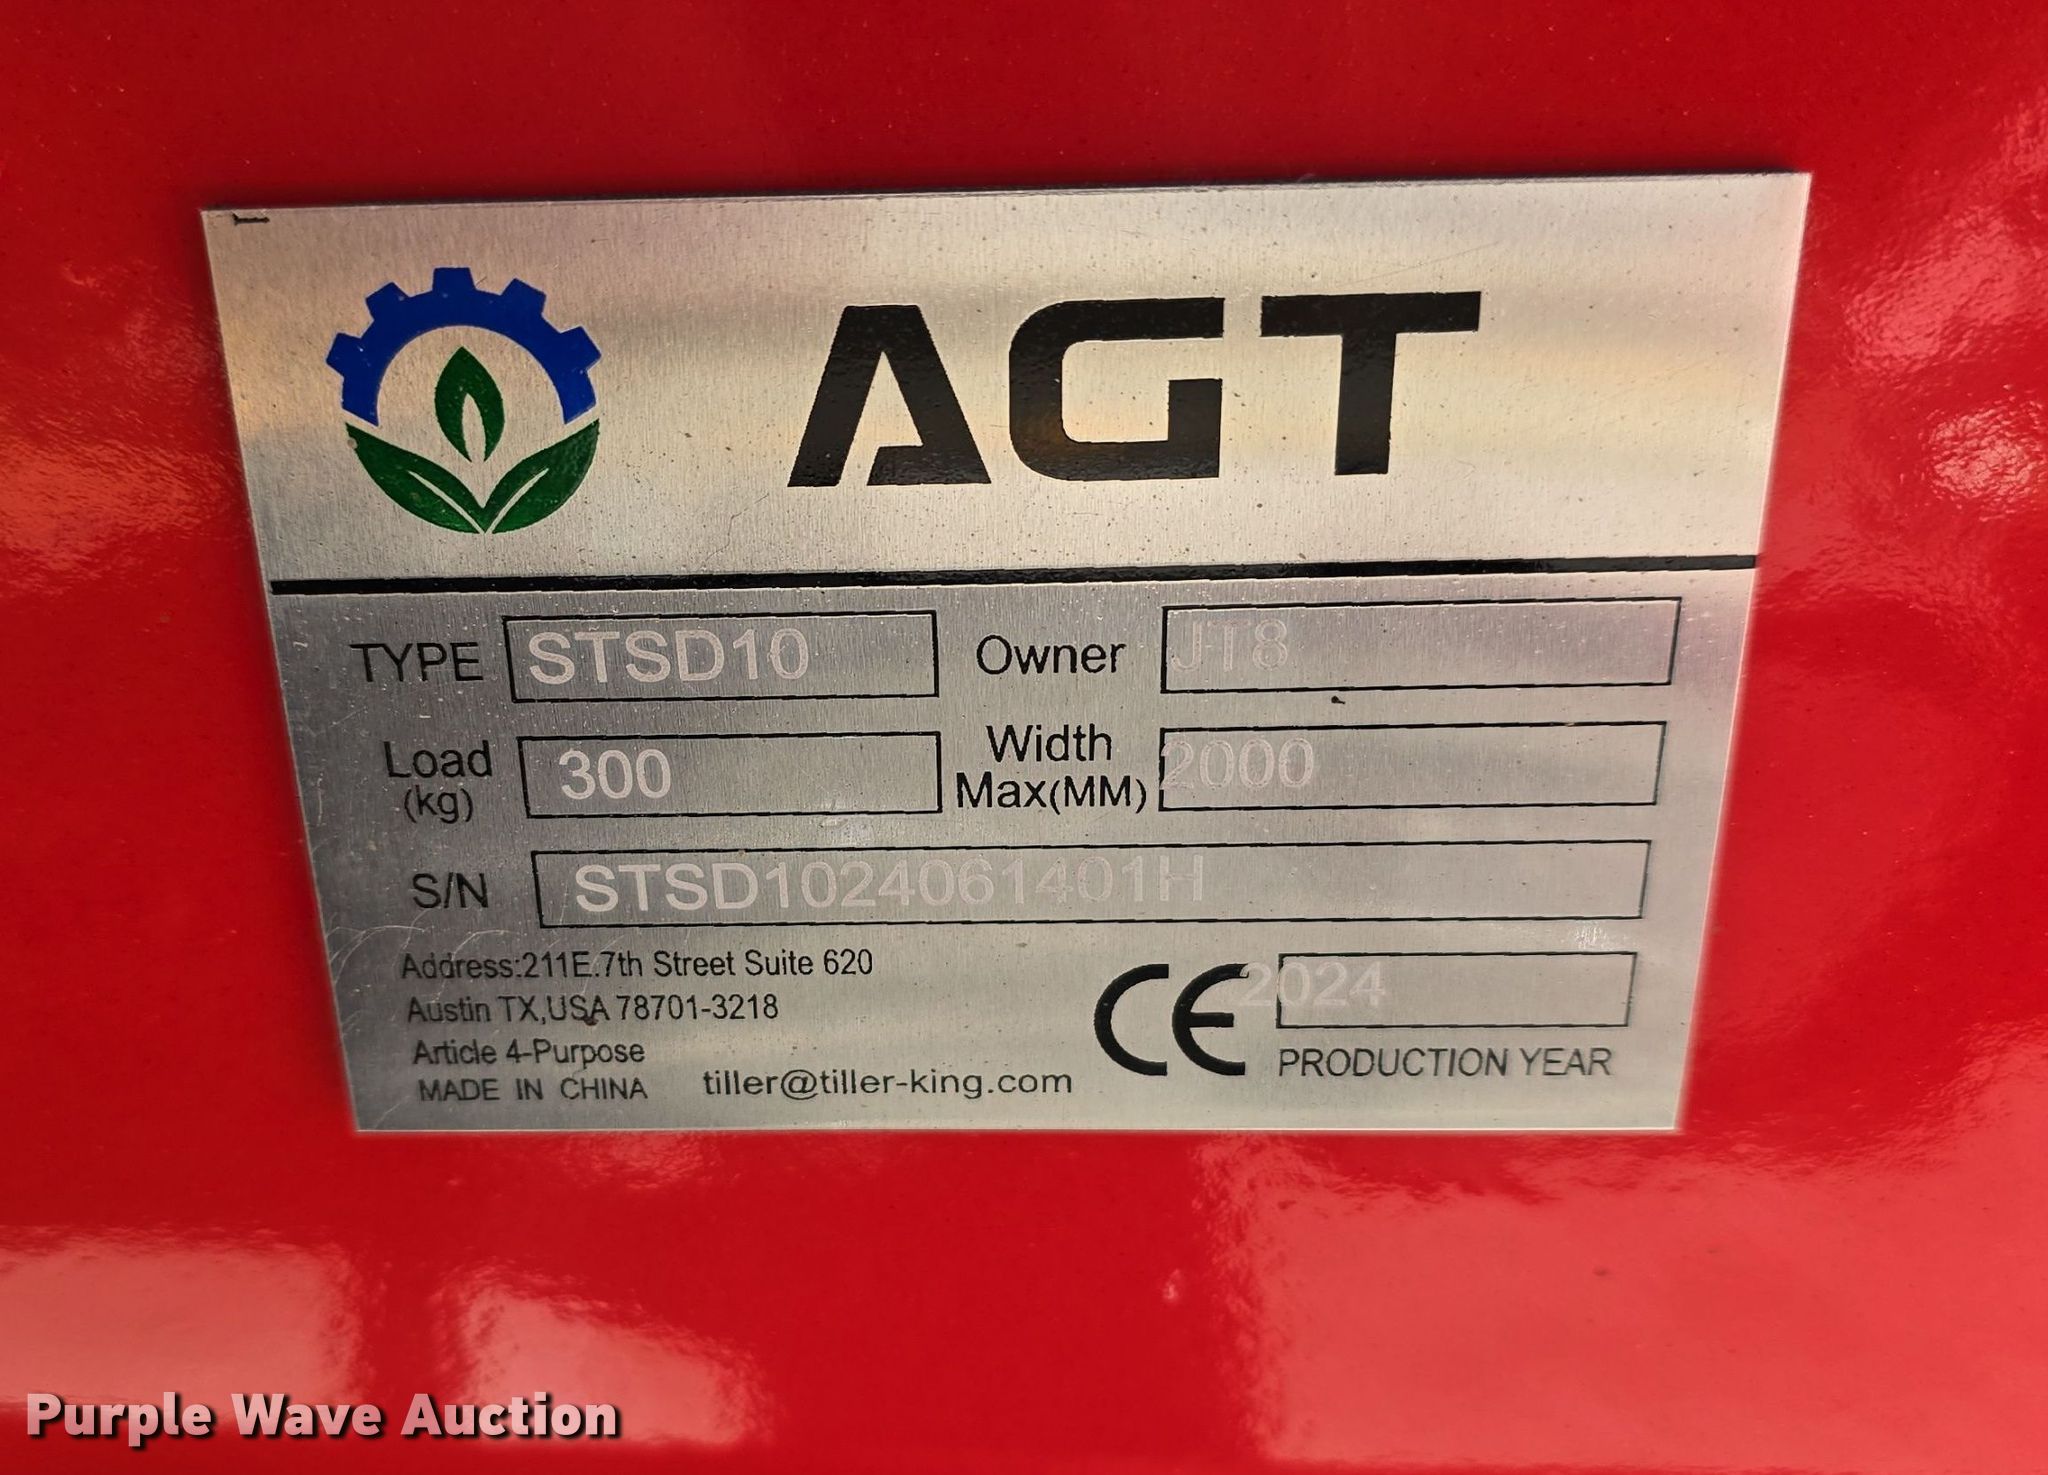 AGT
TYPE STSD10 Owner JT8
Load (kg) 300 Width Max(MM) 2000
S/N STSD1024061401H
Address:211E.7th Street Suite 620
Austin TX,USA 78701-3218
Article 4-Purpose
MADE IN CHINA tiller@tiller-king.com
CE 2024
PRODUCTION YEAR
Purple Wave Auction